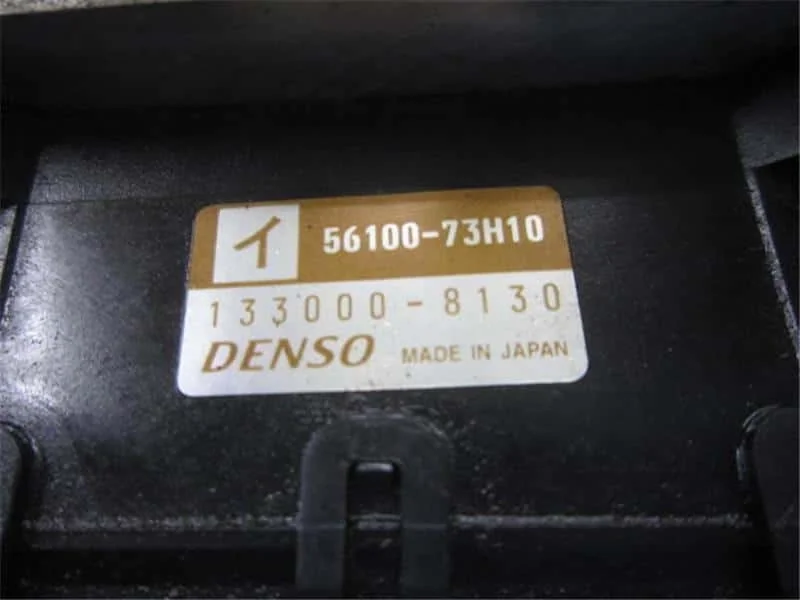 イ 56100-73H10
133000-8130
DENSO MADE IN JAPAN